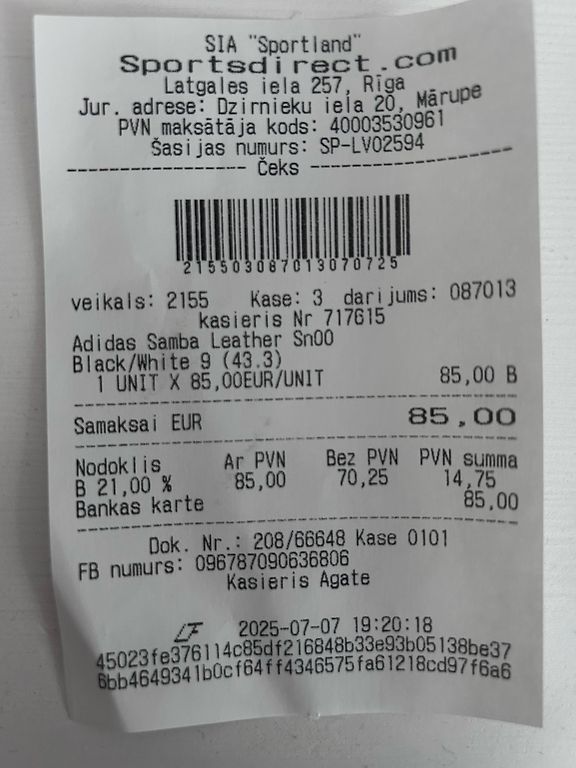 SIA "Sportland"
Sportsdirect.com
Latgales iela 257, Rīga
Jur. adrese: Dzirnieku iela 20, Mārupe
PVN maksātāja kods: 40003530961
Šasijas numurs: SP-LV02594
Čeks
215503087013070725
veikals: 2155 Kase: 3 darijums: 087013
kasieris Nr 717615
Adidas Samba Leather Sn00
Black/White 9 (43.3)
1 UNIT X 85,00EUR/UNIT 85,00 B
Samaksai EUR 85,00
Nodoklis Ar PVN Bez PVN PVN summa
B 21,00 % 85,00 70,25 14,75
Bankas karte 85,00
Dok. Nr.: 208/66648 Kase 0101
FB numurs: 096787090636806
Kasieris Agate
LF 2025-07-07 19:20:18
45023fe376114c85df216848b33e93b05138be37
6bb4649341b0cf64ff4346575fa61218cd97f6a6